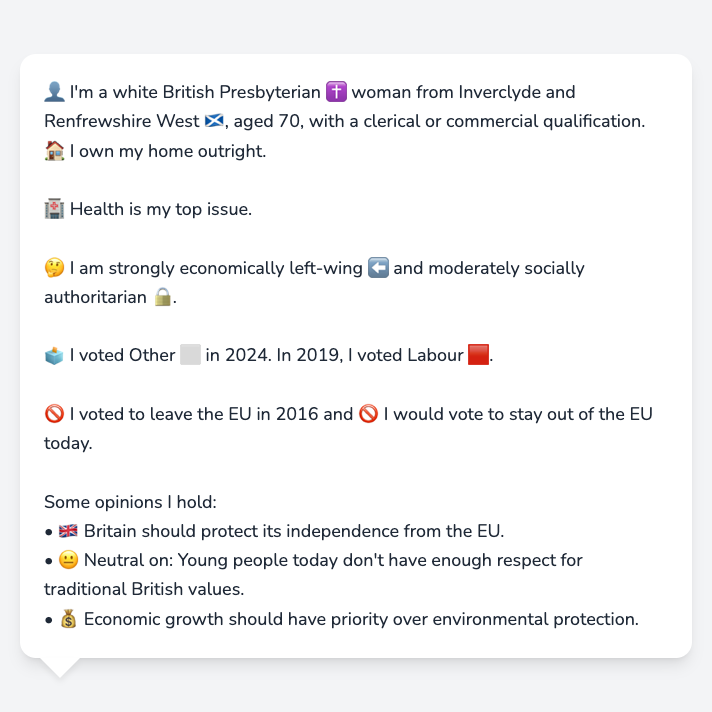 👤 I'm a white British Presbyterian ✝️ woman from Inverclyde and
Renfrewshire West 🏴󠁧󠁢󠁳󠁣󠁴󠁿, aged 70, with a clerical or commercial qualification.
🏠 I own my home outright.
🏥 Health is my top issue.
🤔 I am strongly economically left-wing ⬅️ and moderately socially
authoritarian 🔒.
🗳️ I voted Other ⬜ in 2024. In 2019, I voted Labour 🟥.
🚫 I voted to leave the EU in 2016 and 🚫 I would vote to stay out of the EU
today.
Some opinions I hold:
• 🇬🇧 Britain should protect its independence from the EU.
• 😐 Neutral on: Young people today don't have enough respect for
traditional British values.
• 💰 Economic growth should have priority over environmental protection.